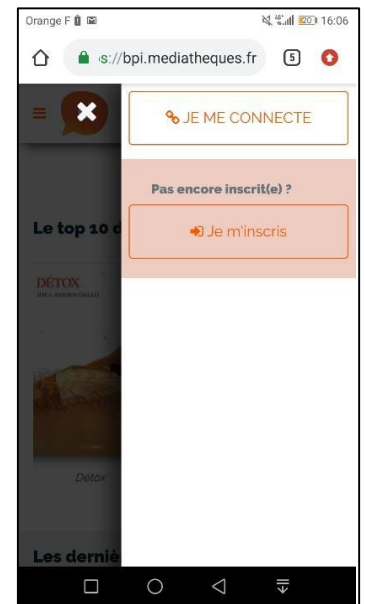 Orange F 16:06
s://bpi.mediatheques.fr 5
JE ME CONNECTE
Pas encore inscrit(e) ?
Je m'inscris
Le top 10 d
DÉTOX
Détox
Les derniè